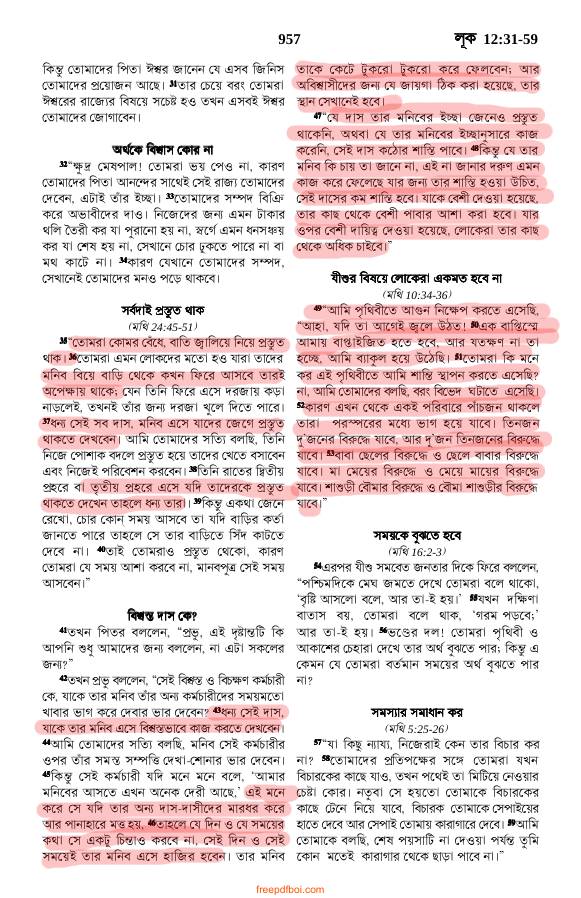 957
লূক 12:31-59
কিন্তু তোমাদের পিতা ঈশ্বর জানেন যে এসব জিনিস
তোমাদের প্রয়োজন আছে। ³¹তার চেয়ে বরং তোমরা
ঈশ্বরের রাজ্যের বিষয়ে সচেষ্ট হও তখন এসবই ঈশ্বর
তোমাদের জোগাবেন।
অর্থকে বিশ্বাস কোর না
³²“ক্ষুদ্র মেষপাল! তোমরা ভয় পেও না, কারণ
তোমাদের পিতা আনন্দের সাথেই সেই রাজ্য তোমাদের
দেবেন, এটাই তাঁর ইচ্ছা। ³³তোমাদের সম্পদ বিক্রি
করে অভাবীদের দাও। নিজেদের জন্য এমন টাকার
থলি তৈরী কর যা পুরানো হয় না, স্বর্গে এমন ধনসঞ্চয়
কর যা শেষ হয় না, সেখানে চোর ঢুকতে পারে না বা
মথ কাটে না। ³⁴কারণ যেখানে তোমাদের সম্পদ,
সেখানেই তোমাদের মনও পড়ে থাকবে।
সর্বদাই প্রস্তুত থাক
(মথি 24:45-51)
³⁵“তোমরা কোমর বেঁধে, বাতি জ্বালিয়ে নিয়ে প্রস্তুত
থাক। ³⁶তোমরা এমন লোকদের মতো হও যারা তাদের
মনিব বিয়ে বাড়ি থেকে কখন ফিরে আসবে তারই
অপেক্ষায় থাকে; যেন তিনি ফিরে এসে দরজায় কড়া
নাড়লেই, তখনই তাঁর জন্য দরজা খুলে দিতে পারে।
³⁷ধন্য সেই সব দাস, মনিব এসে যাদের জেগে প্রস্তুত
থাকতে দেখবেন। আমি তোমাদের সত্যি বলছি, তিনি
নিজে পোশাক বদলে প্রস্তুত হয়ে তাদের খেতে বসাবেন
এবং নিজেই পরিবেশন করবেন। ³⁸তিনি রাতের দ্বিতীয়
প্রহরে বা তৃতীয় প্রহরে এসে যদি তাদেরকে প্রস্তুত
থাকতে দেখেন তাহলে ধন্য তারা। ³⁹কিন্তু একথা জেনে
রেখো, চোর কোন্ সময় আসবে তা যদি বাড়ির কর্তা
জানতে পারে তাহলে সে তার বাড়িতে সিঁদ কাটতে
দেবে না। ⁴⁰তাই তোমরাও প্রস্তুত থেকো, কারণ
তোমরা যে সময় আশা করবে না, মানবপুত্র সেই সময়
আসবেন।”
বিশ্বস্ত দাস কে?
⁴¹তখন পিতর বললেন, “প্রভু, এই দৃষ্টান্তটি কি
আপনি শুধু আমাদের জন্য বললেন, না এটা সকলের
জন্য?”
⁴²তখন প্রভু বললেন, “সেই বিশ্বস্ত ও বিচক্ষণ কর্মচারী
কে, যাকে তার মনিব তাঁর অন্য কর্মচারীদের সময়মতো
খাবার ভাগ করে দেবার ভার দেবেন? ⁴³ধন্য সেই দাস,
যাকে তার মনিব এসে বিশ্বস্তভাবে কাজ করতে দেখবেন।
⁴⁴আমি তোমাদের সত্যি বলছি, মনিব সেই কর্মচারীর
ওপর তাঁর সমস্ত সম্পত্তি দেখা-শোনার ভার দেবেন।
⁴⁵কিন্তু সেই কর্মচারী যদি মনে মনে বলে, ‘আমার
মনিবের আসতে এখন অনেক দেরী আছে,’ এই মনে
করে সে যদি তার অন্য দাস-দাসীদের মারধর করে
আর পানাহারে মত্ত হয়, ⁴⁶তাহলে যে দিন ও যে সময়ের
কথা সে একটু চিন্তাও করবে না, সেই দিন ও সেই
সময়েই তার মনিব এসে হাজির হবেন। তার মনিব
তাকে কেটে টুকরো টুকরো করে ফেলবেন; আর
অবিশ্বাসীদের জন্য যে জায়গা ঠিক করা হয়েছে, তার
স্থান সেখানেই হবে।
⁴⁷“যে দাস তার মনিবের ইচ্ছা জেনেও প্রস্তুত
থাকেনি, অথবা যে তার মনিবের ইচ্ছানুসারে কাজ
করেনি, সেই দাস কঠোর শাস্তি পাবে। ⁴⁸কিন্তু যে তার
মনিব কি চায় তা জানে না, এই না জানার দরুণ এমন
কাজ করে ফেলেছে যার জন্য তার শাস্তি হওয়া উচিত,
সেই দাসের কম শাস্তি হবে। যাকে বেশী দেওয়া হয়েছে,
তার কাছ থেকে বেশী পাবার আশা করা হবে। যার
ওপর বেশী দায়িত্ব দেওয়া হয়েছে, লোকেরা তার কাছ
থেকে অধিক চাইবে।”
যীশুর বিষয়ে লোকেরা একমত হবে না
(মথি 10:34-36)
⁴⁹“আমি পৃথিবীতে আগুন নিক্ষেপ করতে এসেছি,
“আহা, যদি তা আগেই জ্বলে উঠত! ⁵⁰এক বাপ্তিস্মে
আমায় বাপ্তাইজিত হতে হবে, আর যতক্ষণ না তা
হচ্ছে, আমি ব্যাকুল হয়ে উঠেছি। ⁵¹তোমরা কি মনে
কর এই পৃথিবীতে আমি শান্তি স্থাপন করতে এসেছি?
না, আমি তোমাদের বলছি, বরং বিভেদ ঘটাতে এসেছি।
⁵²কারণ এখন থেকে একই পরিবারে পাঁচজন থাকলে
তারা পরস্পরের মধ্যে ভাগ হয়ে যাবে। তিনজন
দু’জনের বিরুদ্ধে যাবে, আর দু’জন তিনজনের বিরুদ্ধে
যাবে। ⁵³বাবা ছেলের বিরুদ্ধে ও ছেলে বাবার বিরুদ্ধে
যাবে। মা মেয়ের বিরুদ্ধে ও মেয়ে মায়ের বিরুদ্ধে
যাবে। শাশুড়ী বৌমার বিরুদ্ধে ও বৌমা শাশুড়ীর বিরুদ্ধে
যাবে।”
সময়কে বুঝতে হবে
(মথি 16:2-3)
⁵⁴এরপর যীশু সমবেত জনতার দিকে ফিরে বললেন,
“পশ্চিমদিকে মেঘ জমতে দেখে তোমরা বলে থাকো,
‘বৃষ্টি আসলো বলে, আর তা-ই হয়।’ ⁵⁵যখন দক্ষিণা
বাতাস বয়, তোমরা বলে থাক, ‘গরম পড়বে;’
আর তা-ই হয়। ⁵⁶ভণ্ডের দল! তোমরা পৃথিবী ও
আকাশের চেহারা দেখে তার অর্থ বুঝতে পার; কিন্তু এ
কেমন যে তোমরা বর্তমান সময়ের অর্থ বুঝতে পার
না?
সমস্যার সমাধান কর
(মথি 5:25-26)
⁵⁷“যা কিছু ন্যায্য, নিজেরাই কেন তার বিচার কর
না? ⁵⁸তোমাদের প্রতিপক্ষের সঙ্গে তোমরা যখন
বিচারকের কাছে যাও, তখন পথেই তা মিটিয়ে নেওয়ার
চেষ্টা কোর। নতুবা সে হয়তো তোমাকে বিচারকের
কাছে টেনে নিয়ে যাবে, বিচারক তোমাকে সেপাইয়ের
হাতে দেবে আর সেপাই তোমায় কারাগারে দেবে। ⁵⁹আমি
তোমাকে বলছি, শেষ পয়সাটি না দেওয়া পর্যন্ত তুমি
কোন মতেই কারাগার থেকে ছাড়া পাবে না।”
freepdfboi.com